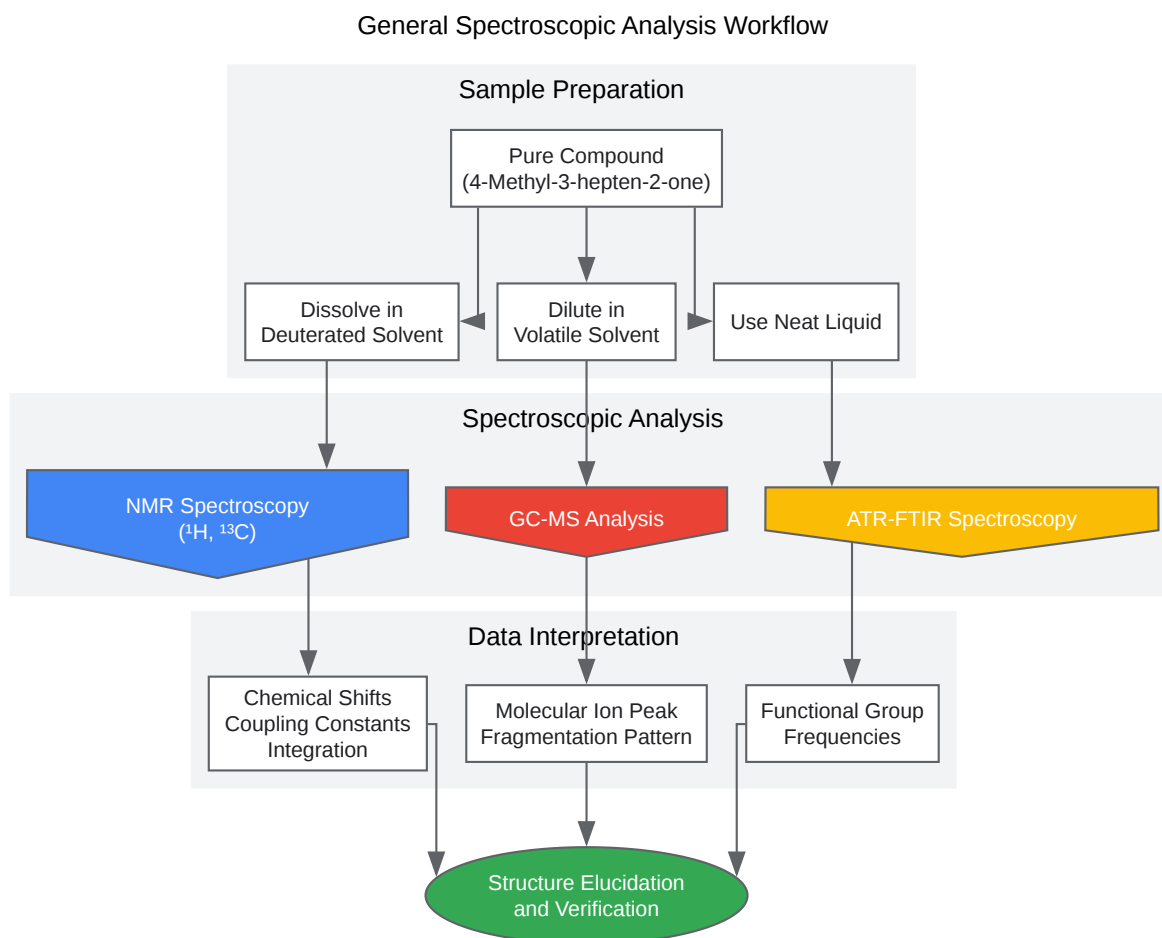 General Spectroscopic Analysis Workflow
Sample Preparation
Pure Compound
(4-Methyl-3-hepten-2-one)
Dissolve in
Deuterated Solvent
Dilute in
Volatile Solvent
Use Neat Liquid
Spectroscopic Analysis
NMR Spectroscopy
(¹H, ¹³C)
GC-MS Analysis
ATR-FTIR Spectroscopy
Data Interpretation
Chemical Shifts
Coupling Constants
Integration
Molecular Ion Peak
Fragmentation Pattern
Functional Group
Frequencies
Structure Elucidation
and Verification